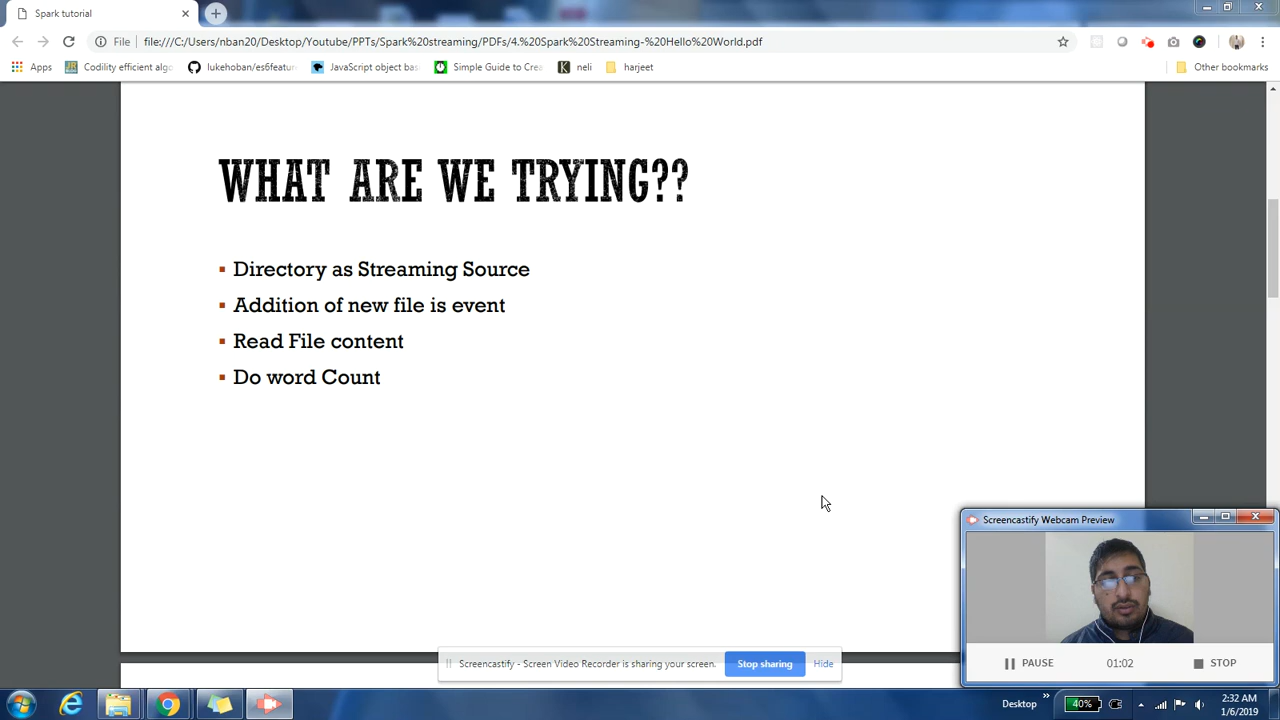 Spark tutorial
File file:///C:/Users/nban20/Desktop/Youtube/PPTs/Snark%20streaming/PDFs/4.%20Spark%20Streaming-%20Hello%20World.pdf
Apps Codility efficient algo lukehoban/es6featur JavaScript object bas Simple Guide to Crea neli harjeet Other bookmarks
WHAT ARE WE TRYING??
▪ Directory as Streaming Source
▪ Addition of new file is event
▪ Read File content
▪ Do word Count
Screencastify Webcam Preview
PAUSE 01:02 STOP
Screencastify - Screen Video Recorder is sharing your screen. Stop sharing Hide
Desktop » 40% 2:32 AM
1/6/2019